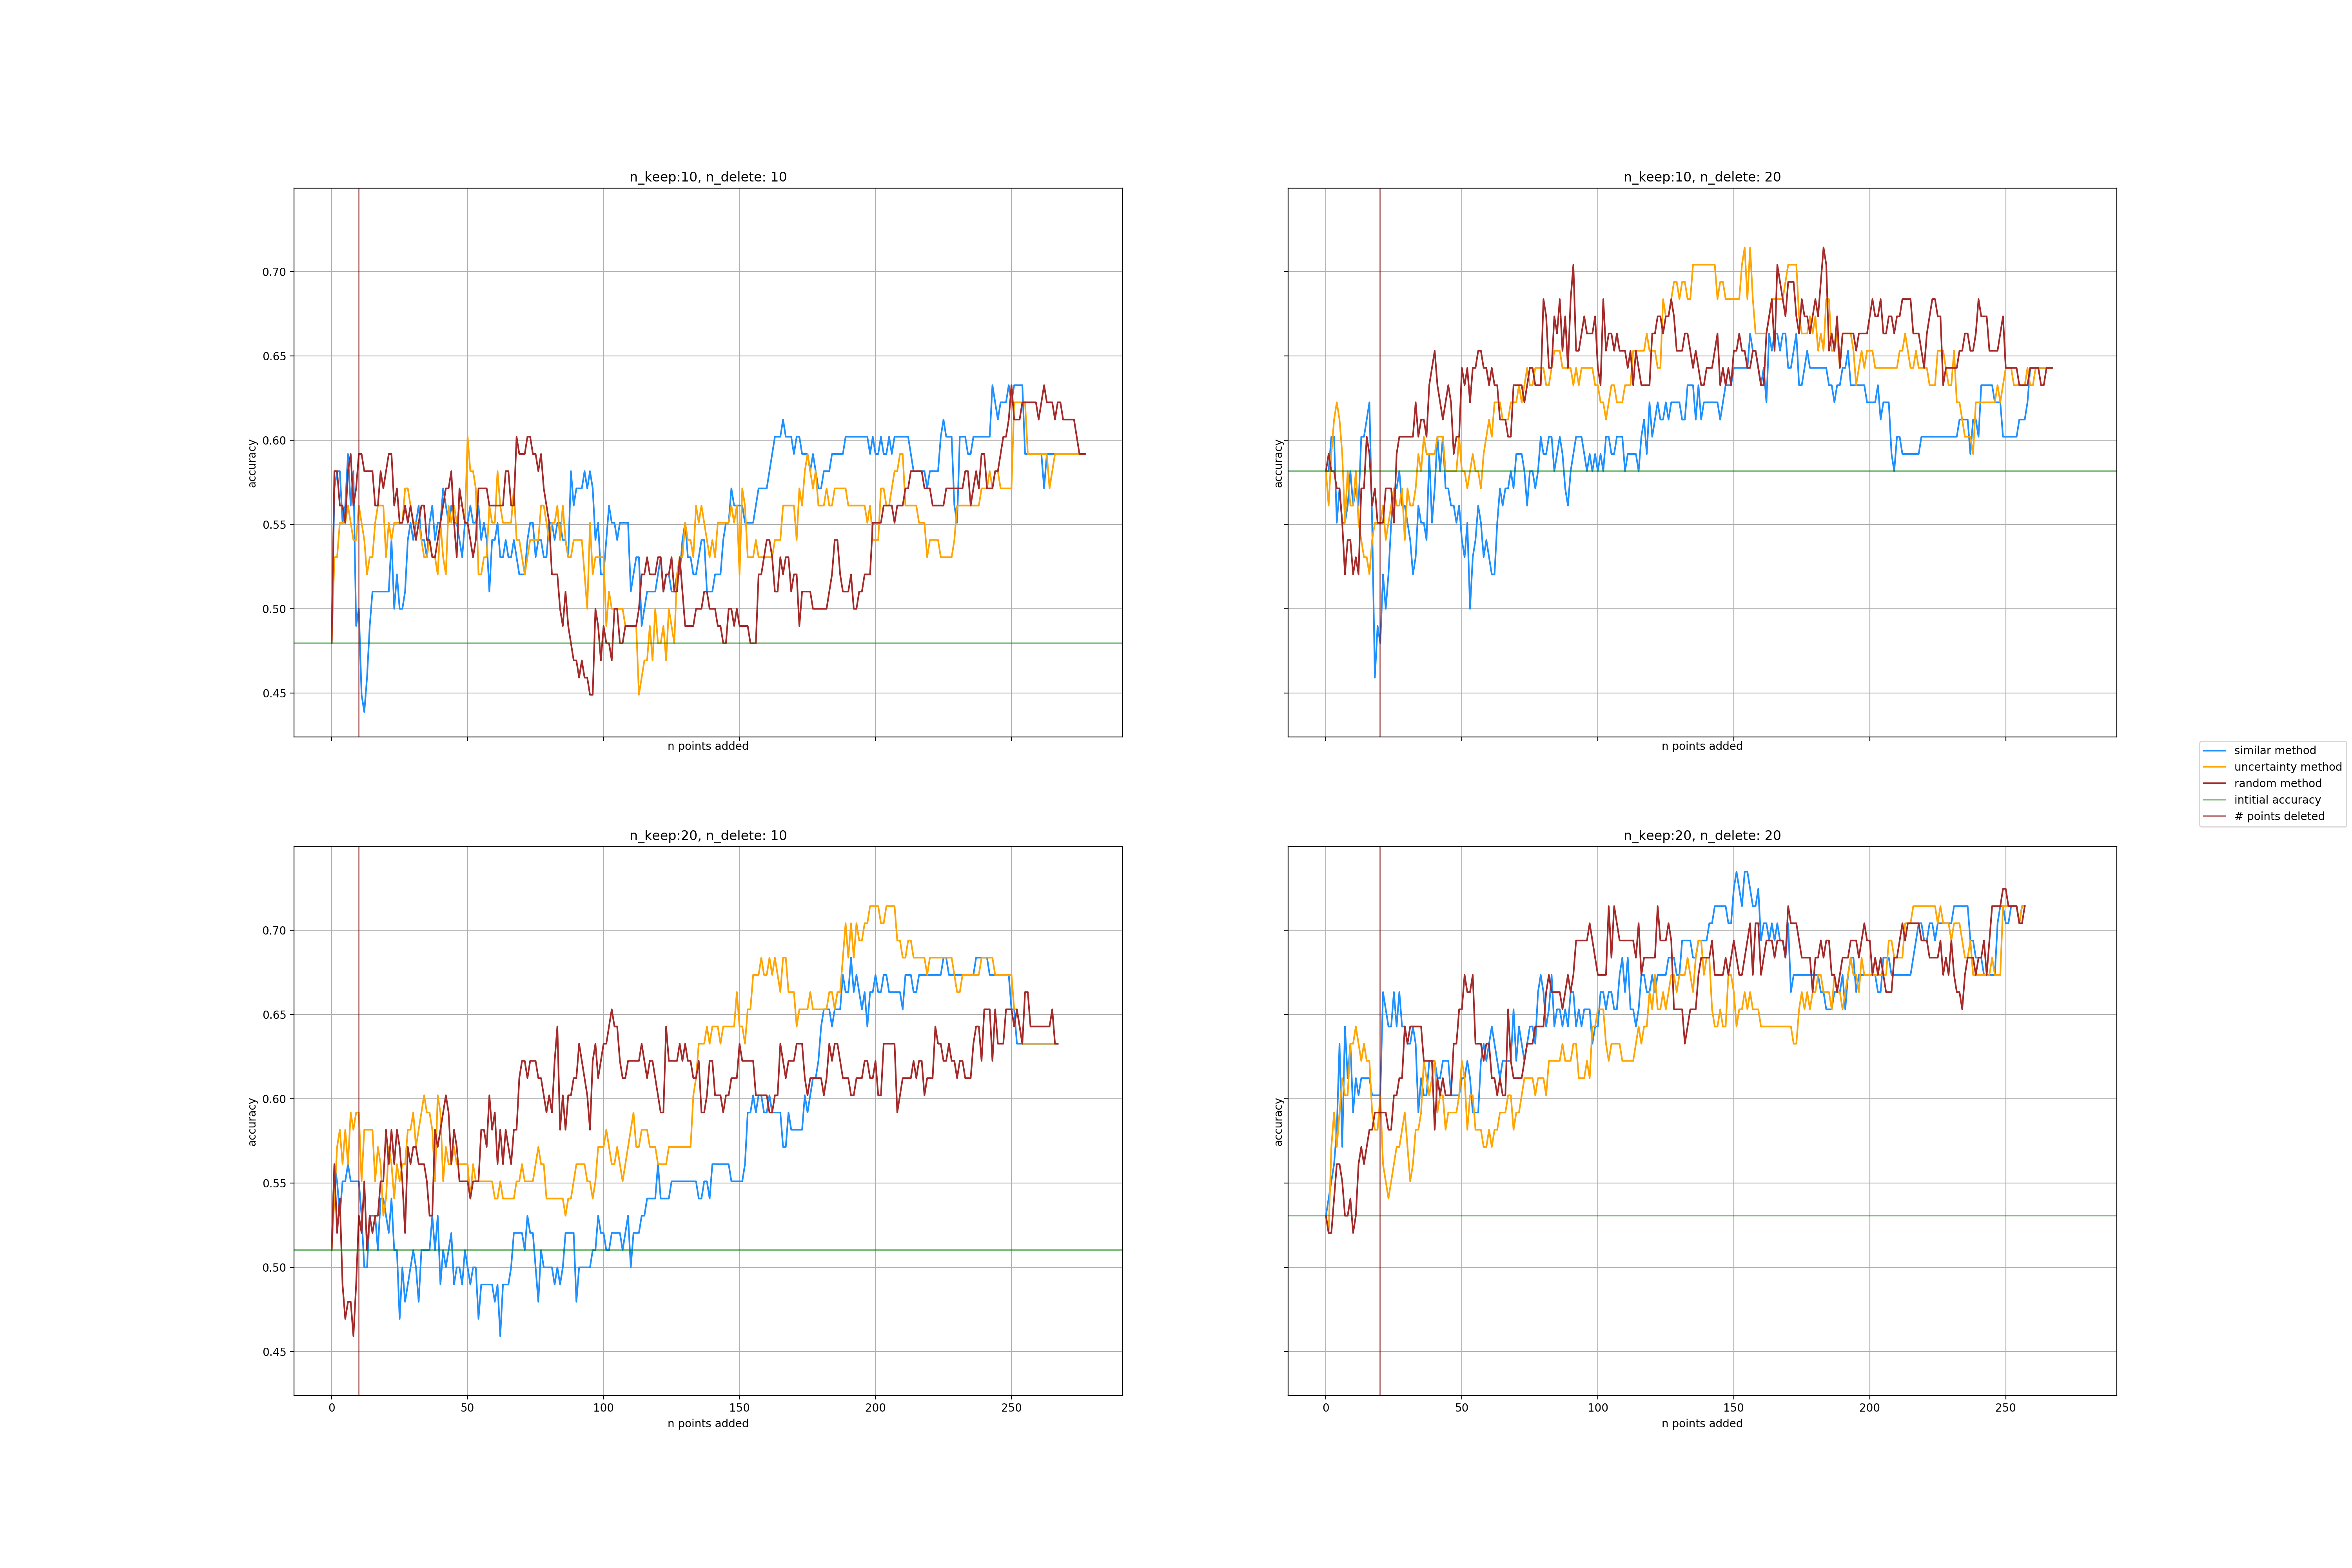 n_keep:10, n_delete: 10
accuracy
0.70
0.65
0.60
0.55
0.50
0.45
n points added
n_keep:10, n_delete: 20
accuracy
n points added
similar method
uncertainty method
random method
intitial accuracy
# points deleted
n_keep:20, n_delete: 10
accuracy
0.70
0.65
0.60
0.55
0.50
0.45
0 50 100 150 200 250
n points added
n_keep:20, n_delete: 20
accuracy
0 50 100 150 200 250
n points added